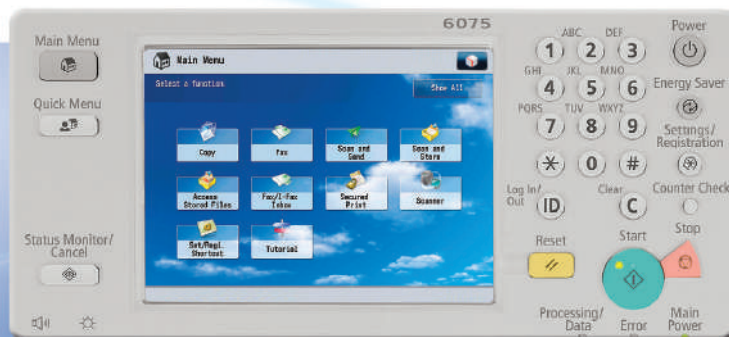 6075
Main Menu
Quick Menu
Status Monitor/
Cancel
Main Menu
Select a function.
Show All
Copy
Fax
Scan and
Send
Scan and
Store
Access
Stored Files
Fax/I-Fax
Inbox
Secured
Print
Scanner
Set/Regi.
Shortcut
Tutorial
ABC
DEF
1
2
3
GHI
JKL
MNO
4
5
6
PQRS
TUV
WXYZ
7
8
9
*
0
#
Log In/
Out
ID
Clear
C
Power
Energy Saver
Settings/
Registration
Counter Check
Reset
Start
Stop
Processing/
Data
Error
Main
Power